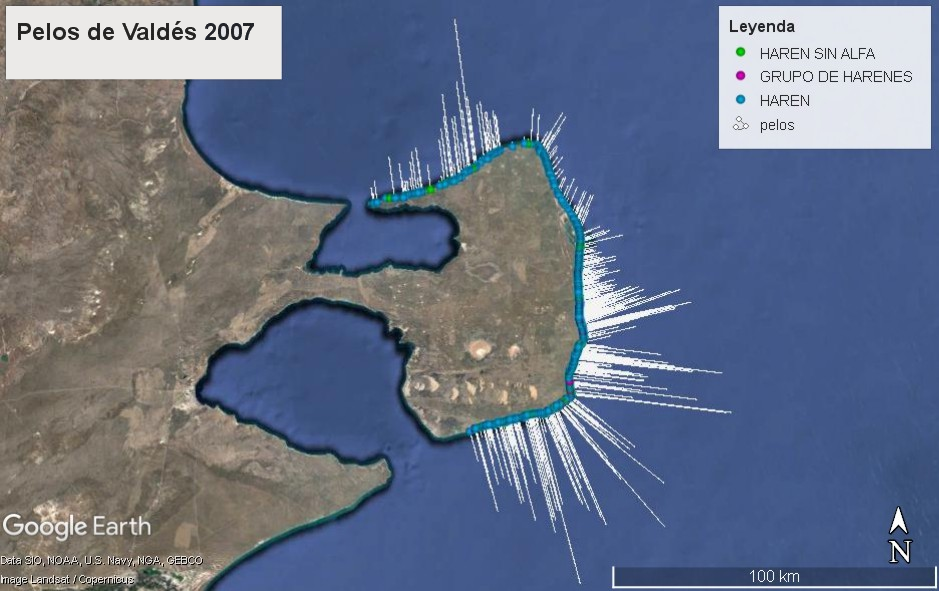 Pelos de Valdés 2007
Leyenda
HAREN SIN ALFA
GRUPO DE HARENES
HAREN
pelos
Google Earth
Data SIO, NOAA, U.S. Navy, NGA, GEBCO
Image Landsat / Copernicus
N
100 km